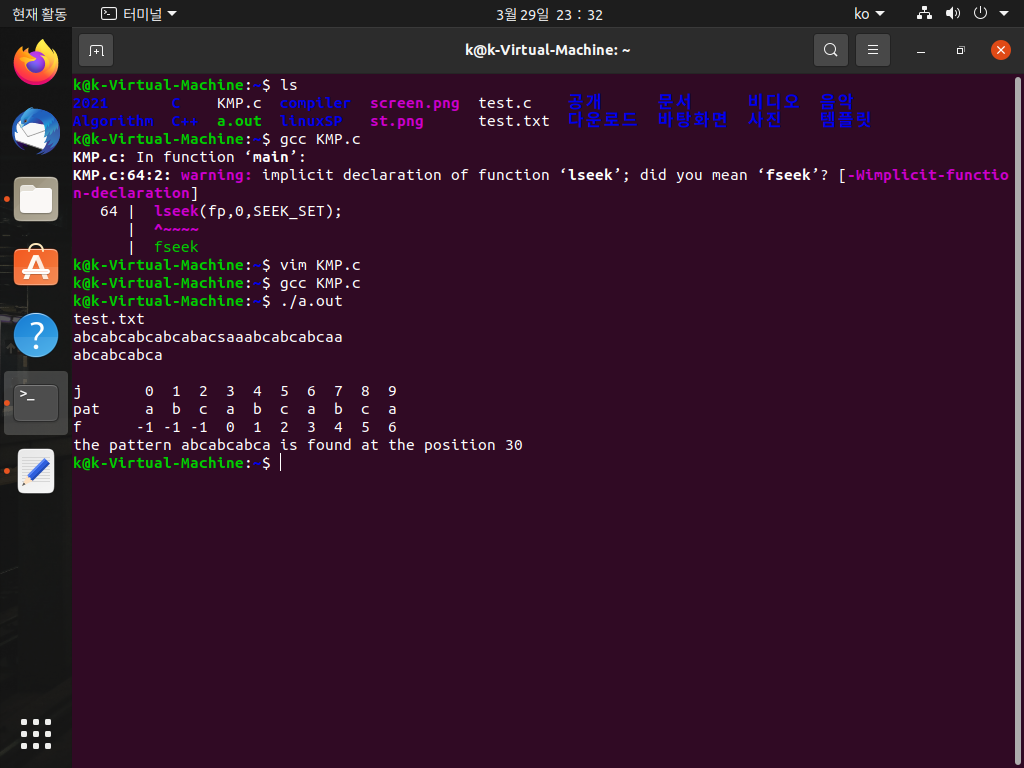 현재 활동 터미널 3월 29일 23 : 32 ko
k@k-Virtual-Machine: ~
k@k-Virtual-Machine:~$ ls
2021 C KMP.c compiler screen.png test.c 공개 문서 비디오 음악
Algorithm C++ a.out linuxSP st.png test.txt 다운로드 바탕화면 사진 템플릿
k@k-Virtual-Machine:~$ gcc KMP.c
KMP.c: In function ‘main’:
KMP.c:64:2: warning: implicit declaration of function ‘lseek’; did you mean ‘fseek’? [-Wimplicit-functio
n-declaration]
64 | lseek(fp,0,SEEK_SET);
| ^~~~~
| fseek
k@k-Virtual-Machine:~$ vim KMP.c
k@k-Virtual-Machine:~$ gcc KMP.c
k@k-Virtual-Machine:~$ ./a.out
test.txt
abcabcabcabcabacsaaabcabcabcaa
abcabcabca
j 0 1 2 3 4 5 6 7 8 9
pat a b c a b c a b c a
f -1 -1 -1 0 1 2 3 4 5 6
the pattern abcabcabca is found at the position 30
k@k-Virtual-Machine:~$